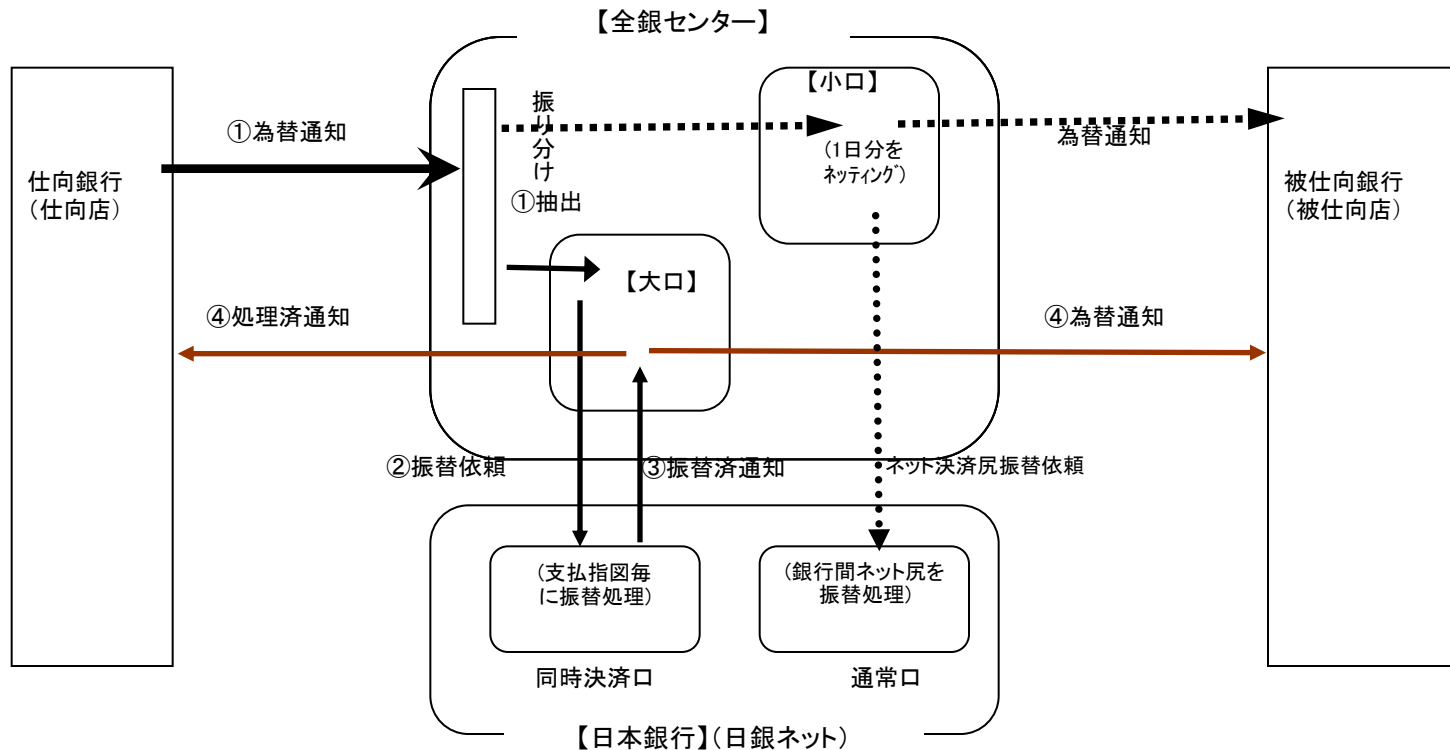 【全銀センター】
【小口】
振り分け
①為替通知
為替通知
(1日分を
ネッティング)
仕向銀行
(仕向店)
被仕向銀行
(被仕向店)
①抽出
【大口】
④処理済通知
④為替通知
②振替依頼
③振替済通知
ネット決済尻振替依頼
(支払指図毎
に振替処理)
(銀行間ネット尻を
振替処理)
同時決済口
通常口
【日本銀行】(日銀ネット)